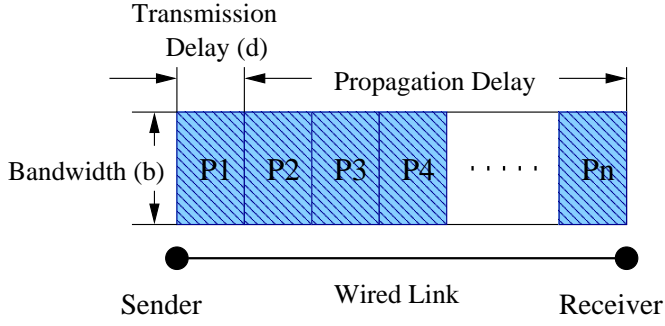 Transmission
Delay (d)
Propagation Delay
Bandwidth (b)
P1 P2 P3 P4 ..... Pn
Wired Link
Sender Receiver